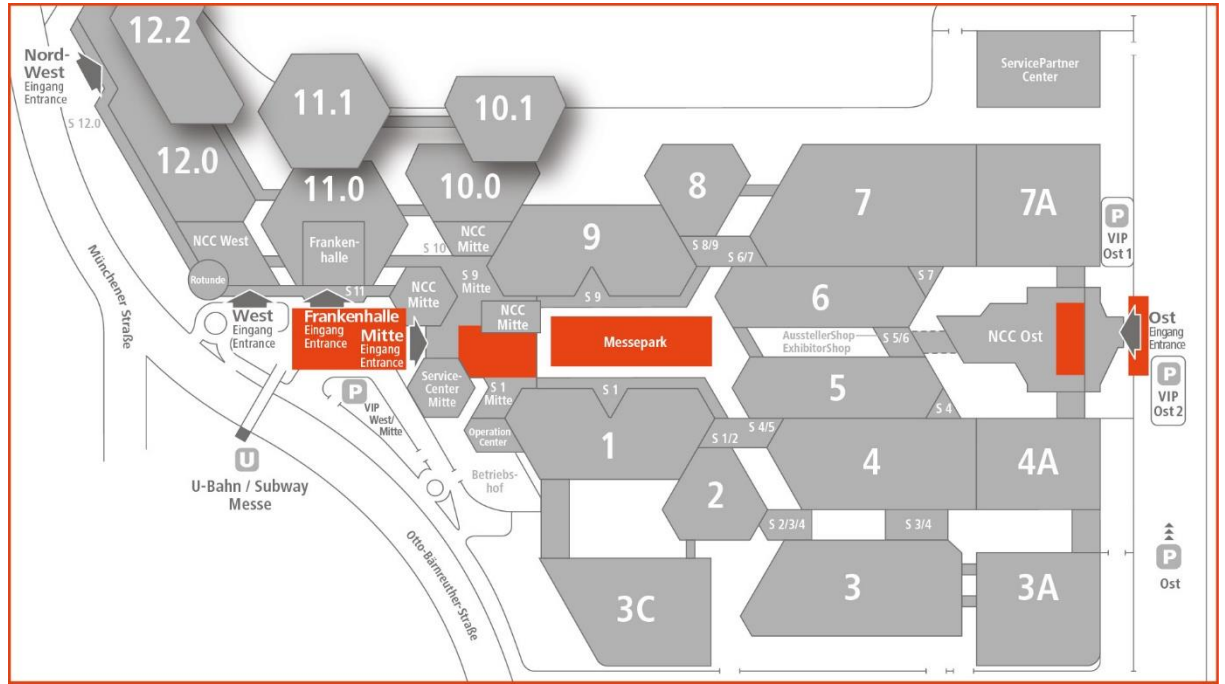 12.2
Nord-
West
Eingang
Entrance
S 12.0
11.1
10.1
ServicePartner
Center
12.0
11.0
10.0
8
7
7A
P
VIP
Ost 1
NCC West
Franken-
halle
S 10
NCC
Mitte
9
S 8/9
S 6/7
S 7
Rotunde
S 11
NCC
Mitte
S 9
Mitte
S 9
NCC
Mitte
6
Münchener Straße
West
Eingang
Entrance
Frankenhalle
Eingang
Entrance
Mitte
Eingang
Entrance
Messepark
AusstellerShop
ExhibitorShop
S 5/6
NCC Ost
Ost
Eingang
Entrance
P
VIP
Ost 2
P
VIP
West/
Mitte
Service-
Center
Mitte
S 1
Mitte
S 1
5
S 4
Operation
Center
1
S 1/2
S 4/5
4
4A
U
U-Bahn / Subway
Messe
Betriebs-
hof
2
S 2/3/4
S 3/4
Otto-Bärnreuther-Straße
3C
3
3A
P
Ost